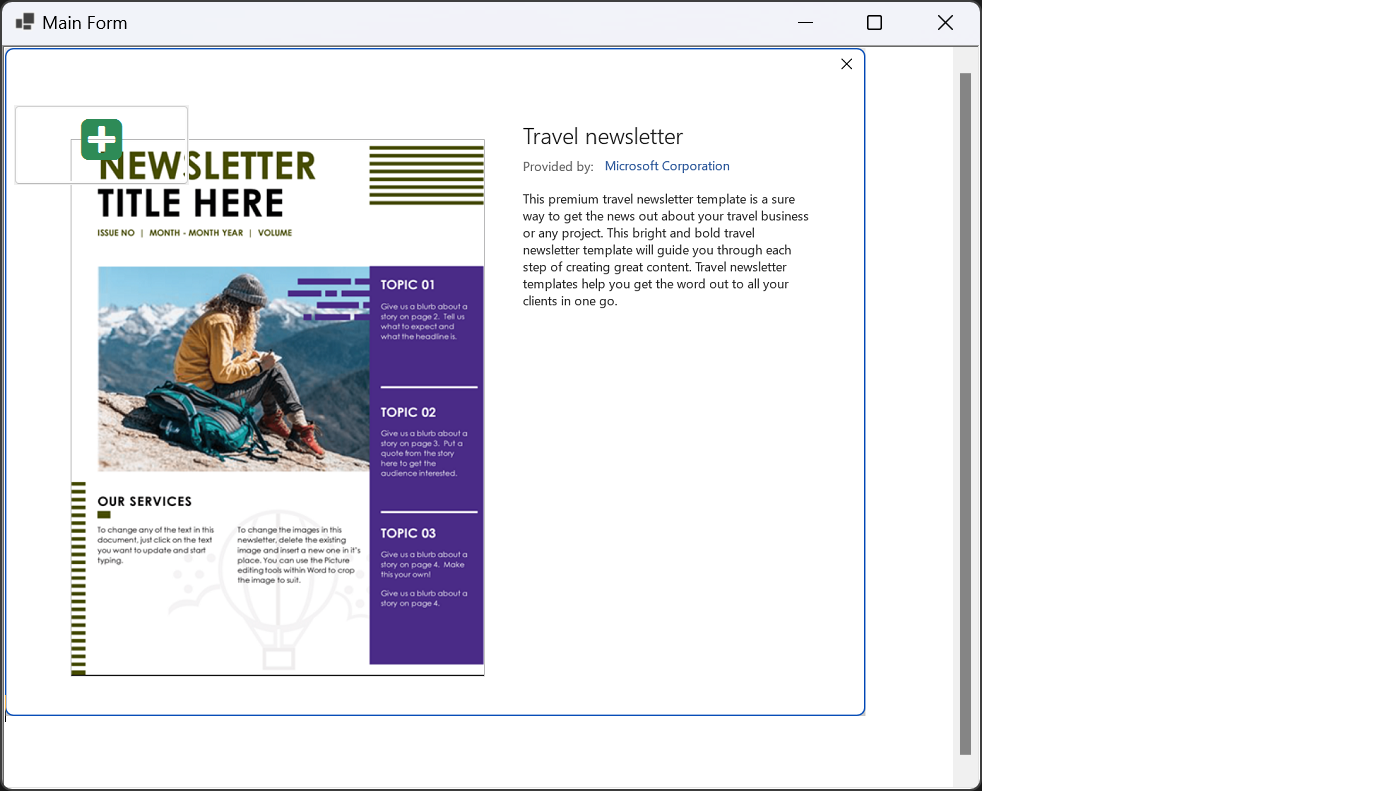 Main Form
NEWSLETTER
TITLE HERE
ISSUE NO | MONTH - MONTH YEAR | VOLUME
TOPIC 01
Give us a blurb about a
story on page 2. Tell us
what to expect and
what the headline is.
TOPIC 02
Give us a blurb about a
story on page 3. Put a
quote from the story
here to get the
audience interested.
OUR SERVICES
To change any of the text in this
document, just click on the text
you want to update and start
typing.
To change the images in this
newsletter, delete the existing
image and insert a new one in it's
place. You can use the Picture
editing tools within Word to crop
the image to suit.
TOPIC 03
Give us a blurb about a
story on page 4. Make
this your own!
Give us a blurb about a
story on page 4.
Travel newsletter
Provided by: Microsoft Corporation
This premium travel newsletter template is a sure
way to get the news out about your travel business
or any project. This bright and bold travel
newsletter template will guide you through each
step of creating great content. Travel newsletter
templates help you get the word out to all your
clients in one go.